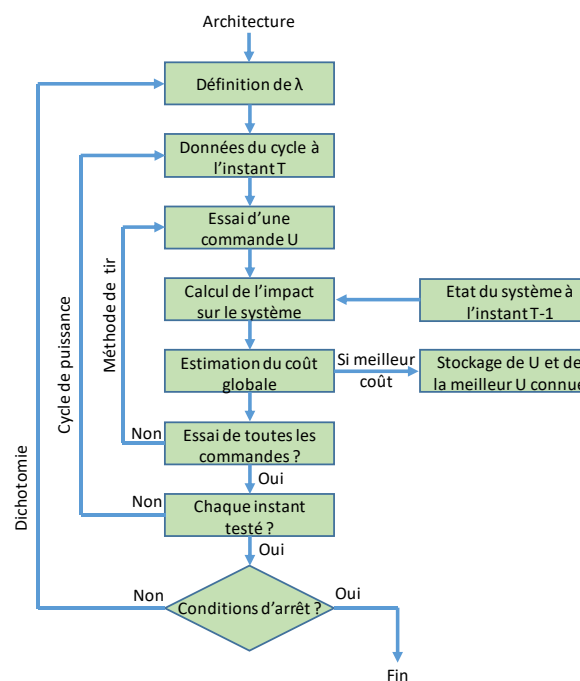 Architecture
Définition de λ
Données du cycle à
l'instant T
Essai d'une
commande U
Calcul de l'impact
sur le système
Etat du système à
l'instant T-1
Estimation du coût
globale
Si meilleur
coût
Stockage de U et de
la meilleur U connue
Essai de toutes les
commandes ?
Non
Oui
Chaque instant
testé ?
Non
Oui
Conditions d'arrêt ?
Non
Oui
Fin
Dichotomie
Cycle de puissance
Méthode de tir